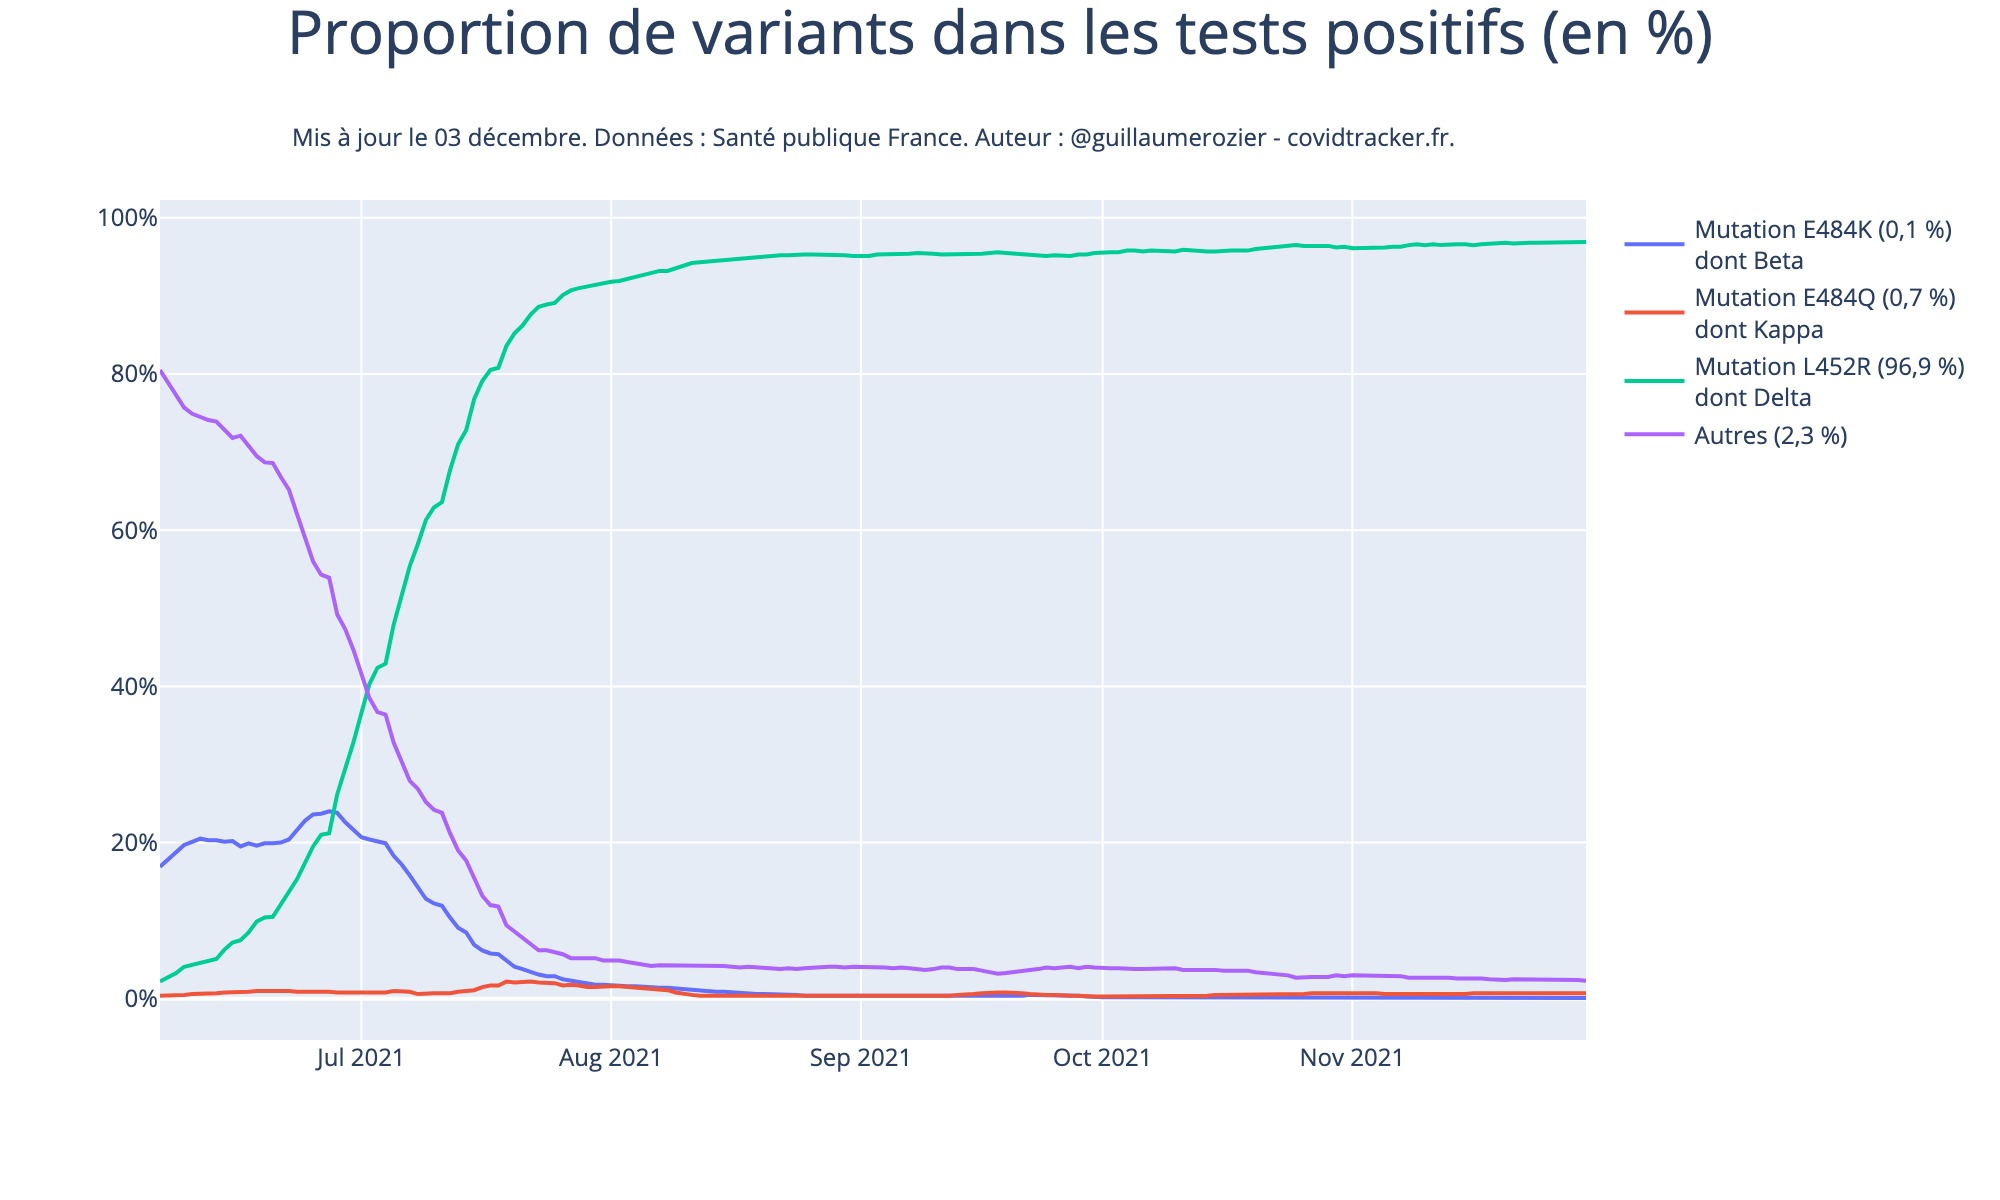 Proportion de variants dans les tests positifs (en %)
Mis à jour le 03 décembre. Données : Santé publique France. Auteur : @guillaumerozier - covidtracker.fr.
100%
80%
60%
40%
20%
0%
Jul 2021
Aug 2021
Sep 2021
Oct 2021
Nov 2021
Mutation E484K (0,1 %)
dont Beta
Mutation E484Q (0,7 %)
dont Kappa
Mutation L452R (96,9 %)
dont Delta
Autres (2,3 %)